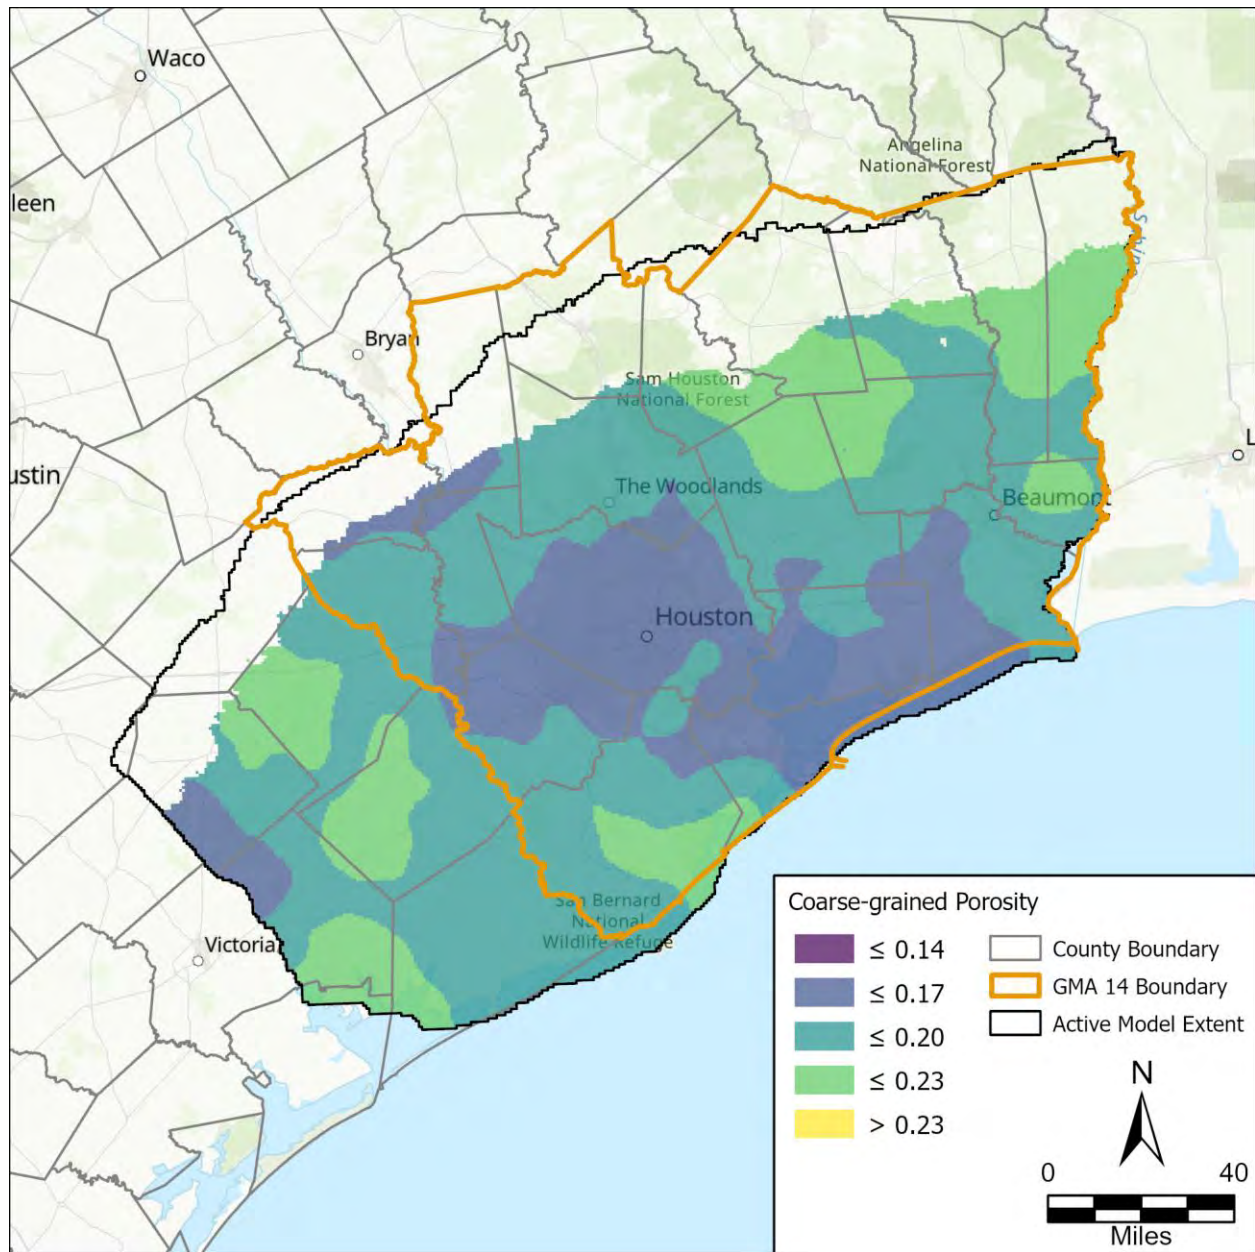 Waco
Angelina
National Forest
leen
Bryan
Sam Houston
National Forest
ustin
L
The Woodlands
Beaumon
Houston
San Bernard
National
Wildlife Refuge
Victoria
Coarse-grained Porosity
≤ 0.14
≤ 0.17
≤ 0.20
≤ 0.23
> 0.23
County Boundary
GMA 14 Boundary
Active Model Extent
N
0 40
Miles